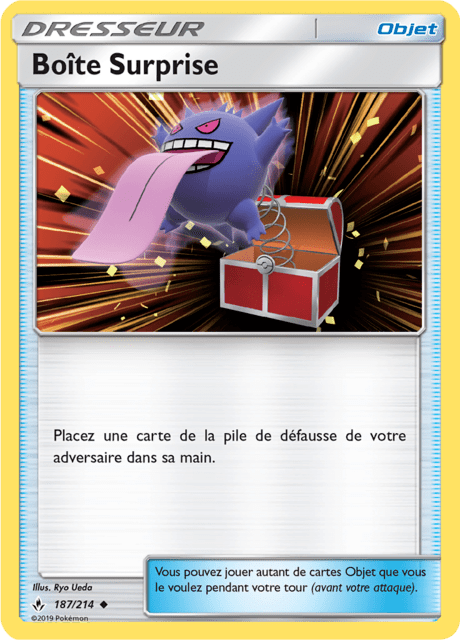 DRESSEUR
Objet
Boîte Surprise
Placez une carte de la pile de défausse de votre
adversaire dans sa main.
Vous pouvez jouer autant de cartes Objet que vous
le voulez pendant votre tour (avant votre attaque).
Illus. Ryo Ueda
187/214
©2019 Pokémon